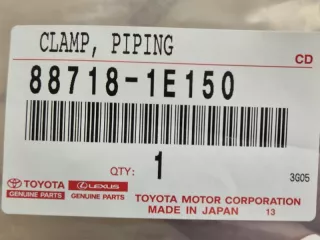 CLAMP, PIPING
CD
88718-1E150
QTY: 1
3G05
TOYOTA LEXUS TOYOTA MOTOR CORPORATION
GENUINE PARTS GENUINE PARTS MADE IN JAPAN 13